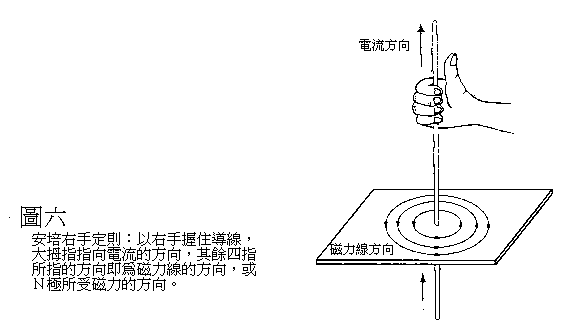 電流方向
磁力線方向
圖六
安培右手定則：以右手握住導線，
大拇指指向電流的方向，其餘四指
所指的方向即為磁力線的方向，或
N極所受磁力的方向。